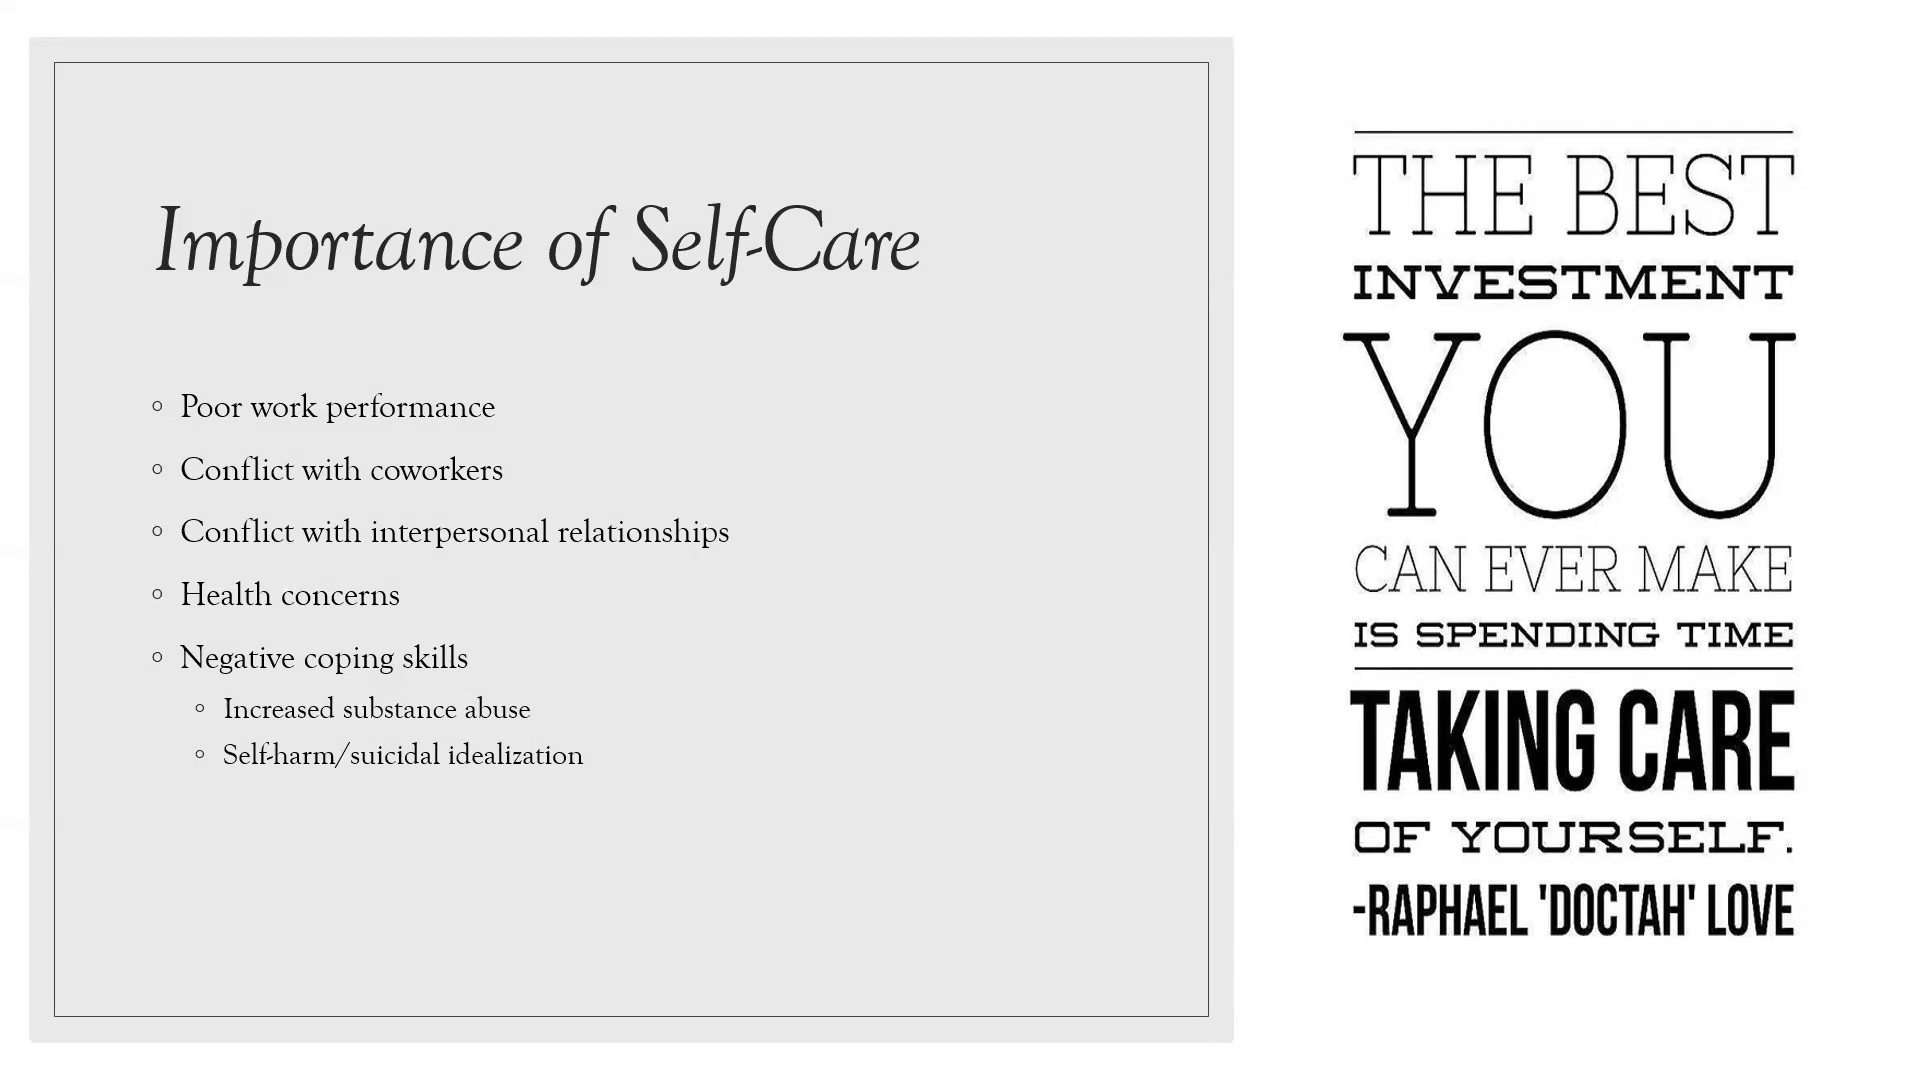 Importance of Self-Care
◦ Poor work performance
◦ Conflict with coworkers
◦ Conflict with interpersonal relationships
◦ Health concerns
◦ Negative coping skills
◦ Increased substance abuse
◦ Self-harm/suicidal idealization
THE BEST
INVESTMENT
YOU
CAN EVER MAKE
IS SPENDING TIME
TAKING CARE
OF YOURSELF.
-RAPHAEL 'DOCTAH' LOVE